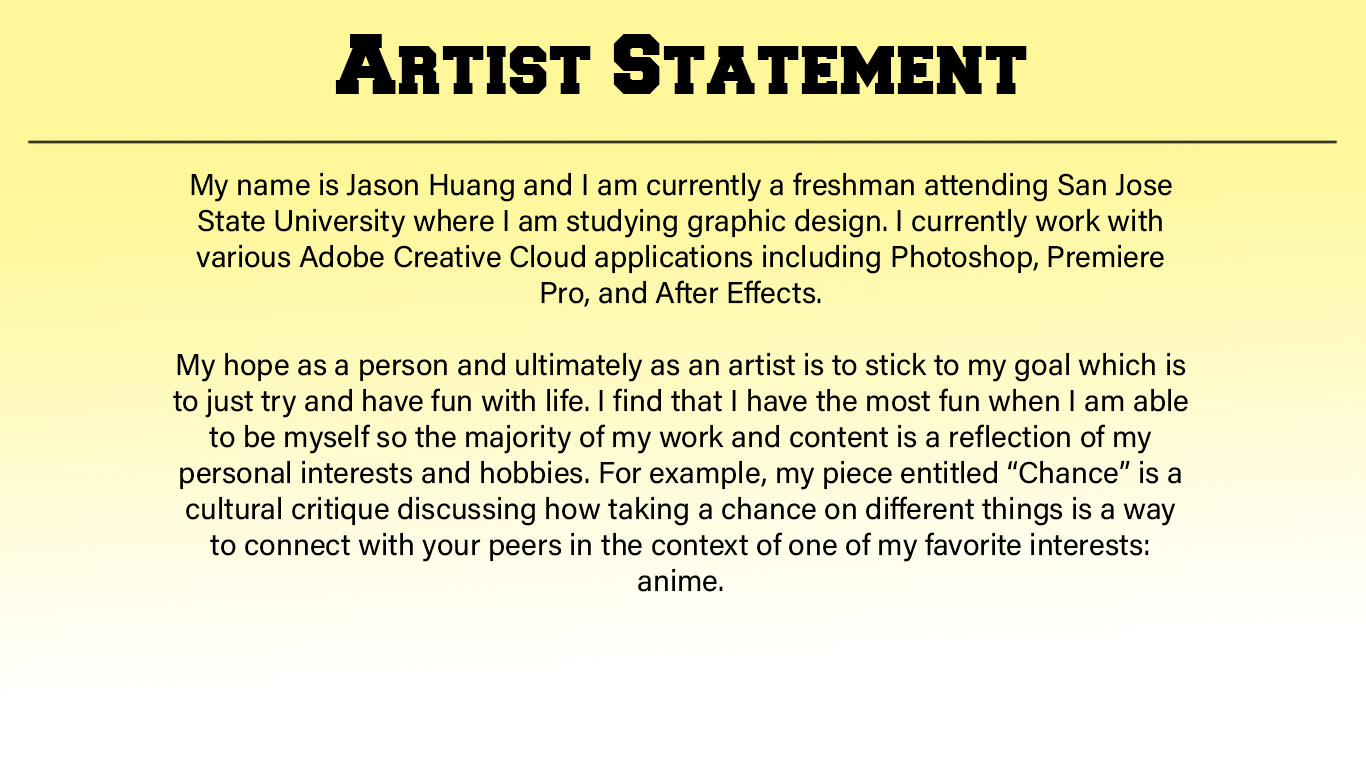 Artist Statement
My name is Jason Huang and I am currently a freshman attending San Jose
State University where I am studying graphic design. I currently work with
various Adobe Creative Cloud applications including Photoshop, Premiere
Pro, and After Effects.
My hope as a person and ultimately as an artist is to stick to my goal which is
to just try and have fun with life. I find that I have the most fun when I am able
to be myself so the majority of my work and content is a reflection of my
personal interests and hobbies. For example, my piece entitled “Chance” is a
cultural critique discussing how taking a chance on different things is a way
to connect with your peers in the context of one of my favorite interests:
anime.